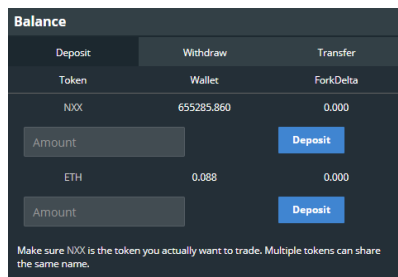 Balance
Deposit Withdraw Transfer
Token Wallet ForkDelta
NXX 655285.860 0.000
Amount Deposit
ETH 0.088 0.000
Amount Deposit
Make sure NXX is the token you actually want to trade. Multiple tokens can share
the same name.